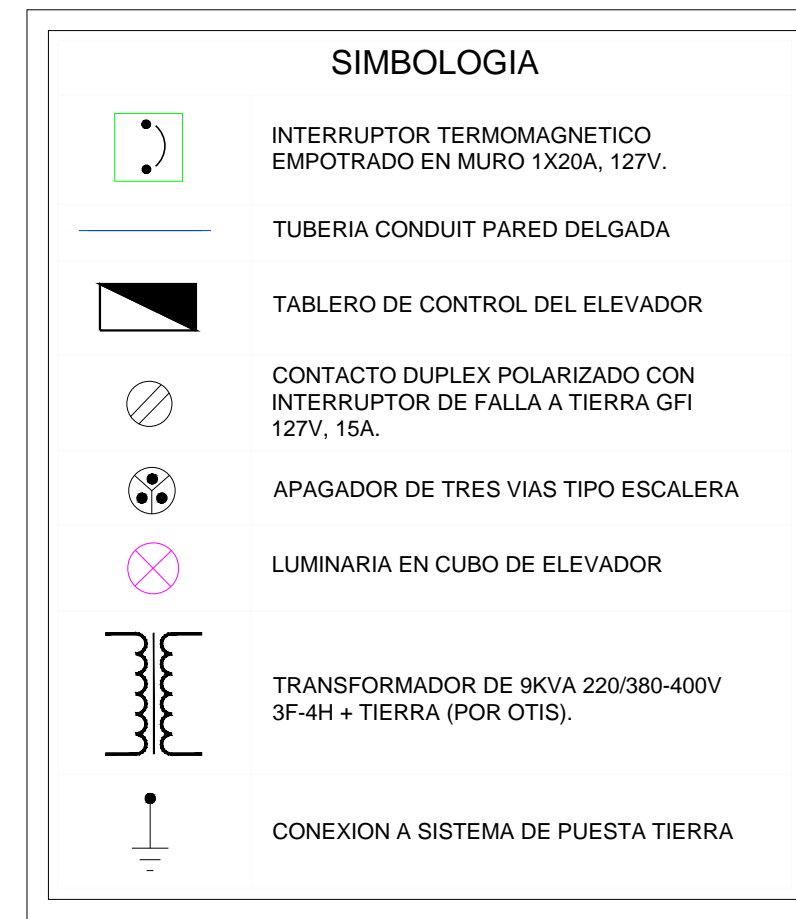 SIMBOLOGIA
INTERRUPTOR TERMOMAGNETICO
EMPOTRADO EN MURO 1X20A, 127V.
TUBERIA CONDUIT PARED DELGADA
TABLERO DE CONTROL DEL ELEVADOR
CONTACTO DUPLEX POLARIZADO CON
INTERRUPTOR DE FALLA A TIERRA GFI
127V, 15A.
APAGADOR DE TRES VIAS TIPO ESCALERA
LUMINARIA EN CUBO DE ELEVADOR
TRANSFORMADOR DE 9KVA 220/380-400V
3F-4H + TIERRA (POR OTIS).
CONEXION A SISTEMA DE PUESTA TIERRA